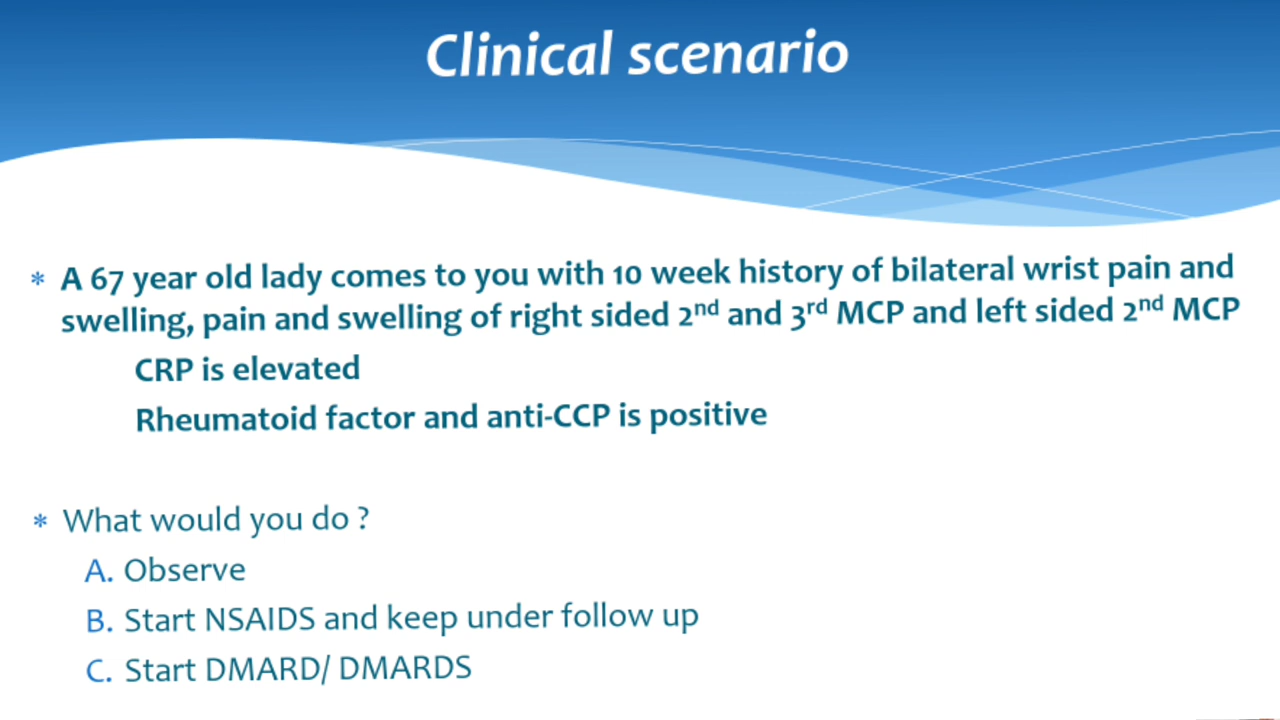 Clinical scenario
* A 67 year old lady comes to you with 10 week history of bilateral wrist pain and
swelling, pain and swelling of right sided 2nd and 3rd MCP and left sided 2nd MCP
CRP is elevated
Rheumatoid factor and anti-CCP is positive
* What would you do ?
A. Observe
B. Start NSAIDS and keep under follow up
C. Start DMARD/ DMARDS